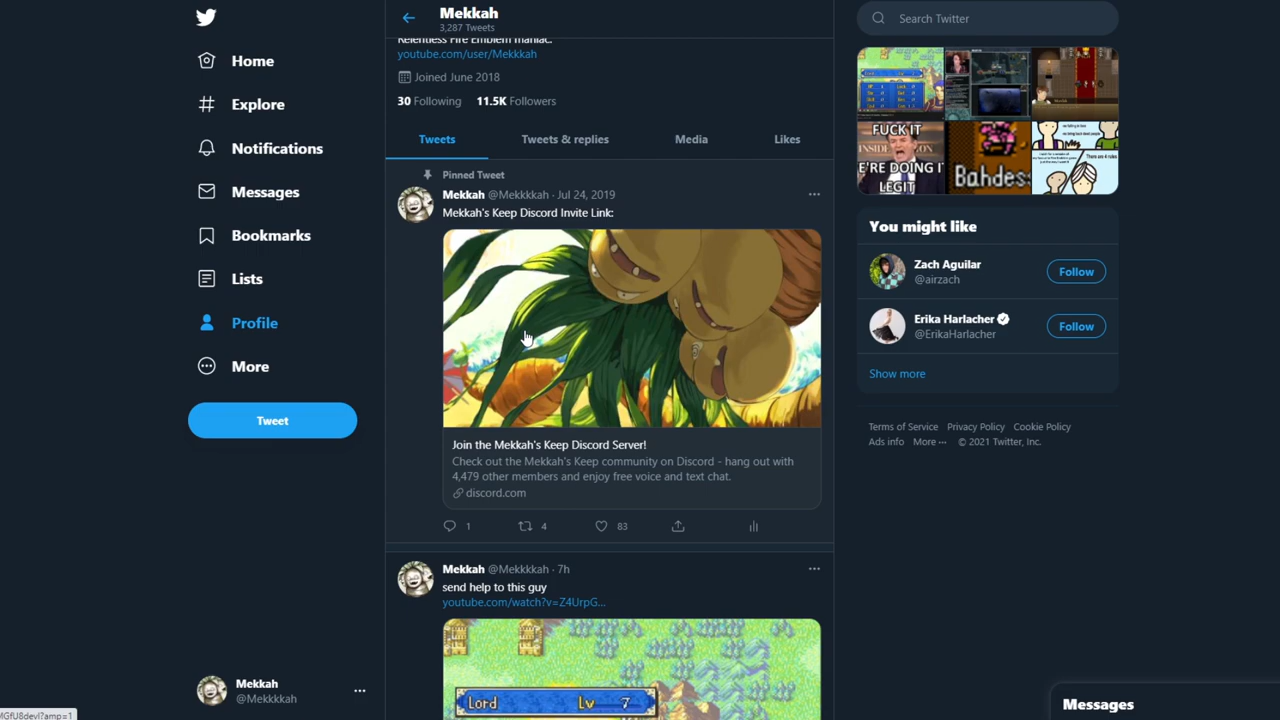 Home
Explore
Notifications
Messages
Bookmarks
Lists
Profile
More
Tweet
Mekkah
@Mekkkkah
MGfU8devl?amp=1
Mekkah
3,287 Tweets
Relentless Fire Emblem maniac.
youtube.com/user/Mekkkah
Joined June 2018
30 Following 11.5K Followers
Tweets Tweets & replies Media Likes
Pinned Tweet
Mekkah @Mekkkkah · Jul 24, 2019
Mekkah's Keep Discord Invite Link:
Join the Mekkah's Keep Discord Server!
Check out the Mekkah's Keep community on Discord - hang out with
4,479 other members and enjoy free voice and text chat.
discord.com
1 4 83
Mekkah @Mekkkkah · 7h
send help to this guy
youtube.com/watch?v=Z4UrpG...
Lord Lv 7
Search Twitter
FUCK IT
E'RE DOING I
LEGIT
Bahdes
You might like
Zach Aguilar
@airzach
Follow
Erika Harlacher
@ErikaHarlacher
Follow
Show more
Terms of Service Privacy Policy Cookie Policy
Ads info More ··· © 2021 Twitter, Inc.
Messages